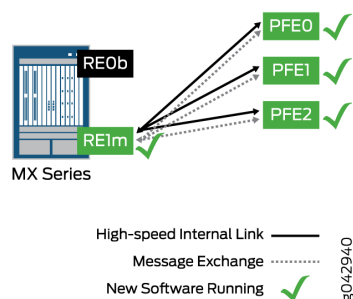 PFE0
RE0b
PFE1
PFE2
RE1m
MX Series
High-speed Internal Link
Message Exchange
New Software Running
g042940